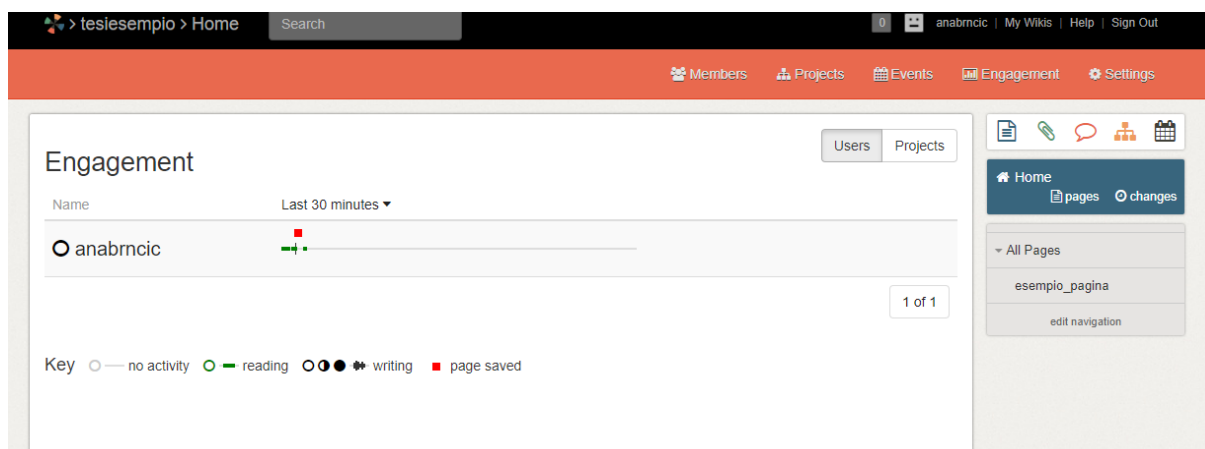 > tesiesempio > Home Search 0 anabrncic | My Wikis | Help | Sign Out
Members Projects Events Engagement Settings
Engagement
Users Projects
Name Last 30 minutes
anabrncic
1 of 1
Key no activity reading writing page saved
Home
pages changes
All Pages
esempio_pagina
edit navigation